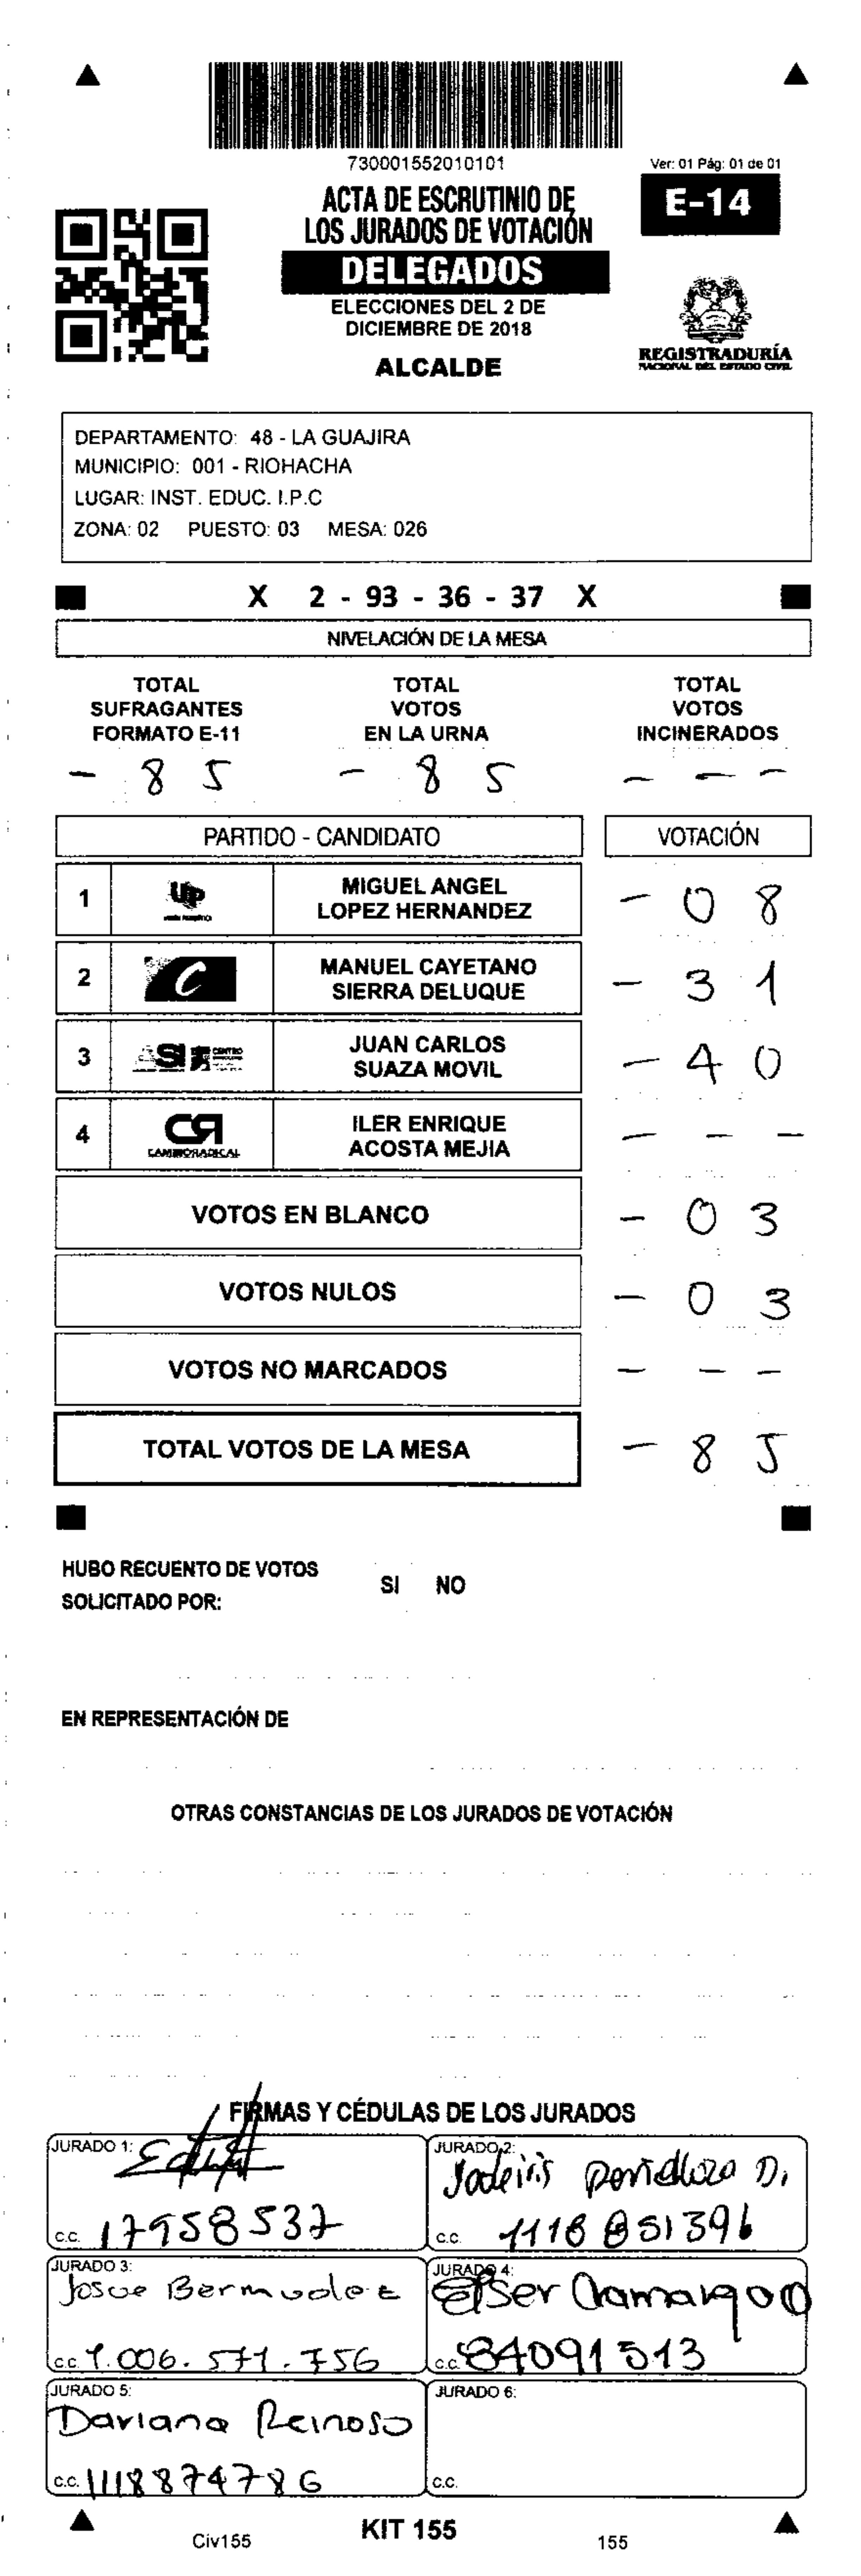 730001552010101
Ver: 01 Pág: 01 de 01
ACTA DE ESCRUTINIO DE
LOS JURADOS DE VOTACIÓN
E-14
DELEGADOS
ELECCIONES DEL 2 DE
DICIEMBRE DE 2018
ALCALDE
REGISTRADURÍA
NACIONAL DEL ESTADO CIVIL
DEPARTAMENTO: 48 - LA GUAJIRA
MUNICIPIO: 001 - RIOHACHA
LUGAR: INST. EDUC. I.P.C
ZONA: 02 PUESTO: 03 MESA: 026
X 2 - 93 - 36 - 37 X
NIVELACIÓN DE LA MESA
TOTAL SUFRAGANTES FORMATO E-11
TOTAL VOTOS EN LA URNA
TOTAL VOTOS INCINERADOS
- 8 5 - 8 5 - - -
PARTIDO - CANDIDATO VOTACIÓN
1 UP MIGUEL ANGEL LOPEZ HERNANDEZ - 0 8
2 C MANUEL CAYETANO SIERRA DELUQUE - 3 1
3 ASI CENTRO JUAN CARLOS SUAZA MOVIL - 4 0
4 CR CAMBIO RADICAL ILER ENRIQUE ACOSTA MEJIA - - -
VOTOS EN BLANCO - 0 3
VOTOS NULOS - 0 3
VOTOS NO MARCADOS - - -
TOTAL VOTOS DE LA MESA - 8 5
HUBO RECUENTO DE VOTOS SI NO
SOLICITADO POR:
EN REPRESENTACIÓN DE
OTRAS CONSTANCIAS DE LOS JURADOS DE VOTACIÓN
FIRMAS Y CÉDULAS DE LOS JURADOS
JURADO 1:
c.c. 17958537
JURADO 2:
D.
c.c. 1118851396
JURADO 3:
Josue Bermudez
c.c. 1.006.571.756
JURADO 4:
Elser Camargo
c.c. 84091513
JURADO 5:
Dariana Reinoso
c.c. 1118874786
JURADO 6:
c.c.
Civ155 KIT 155 155